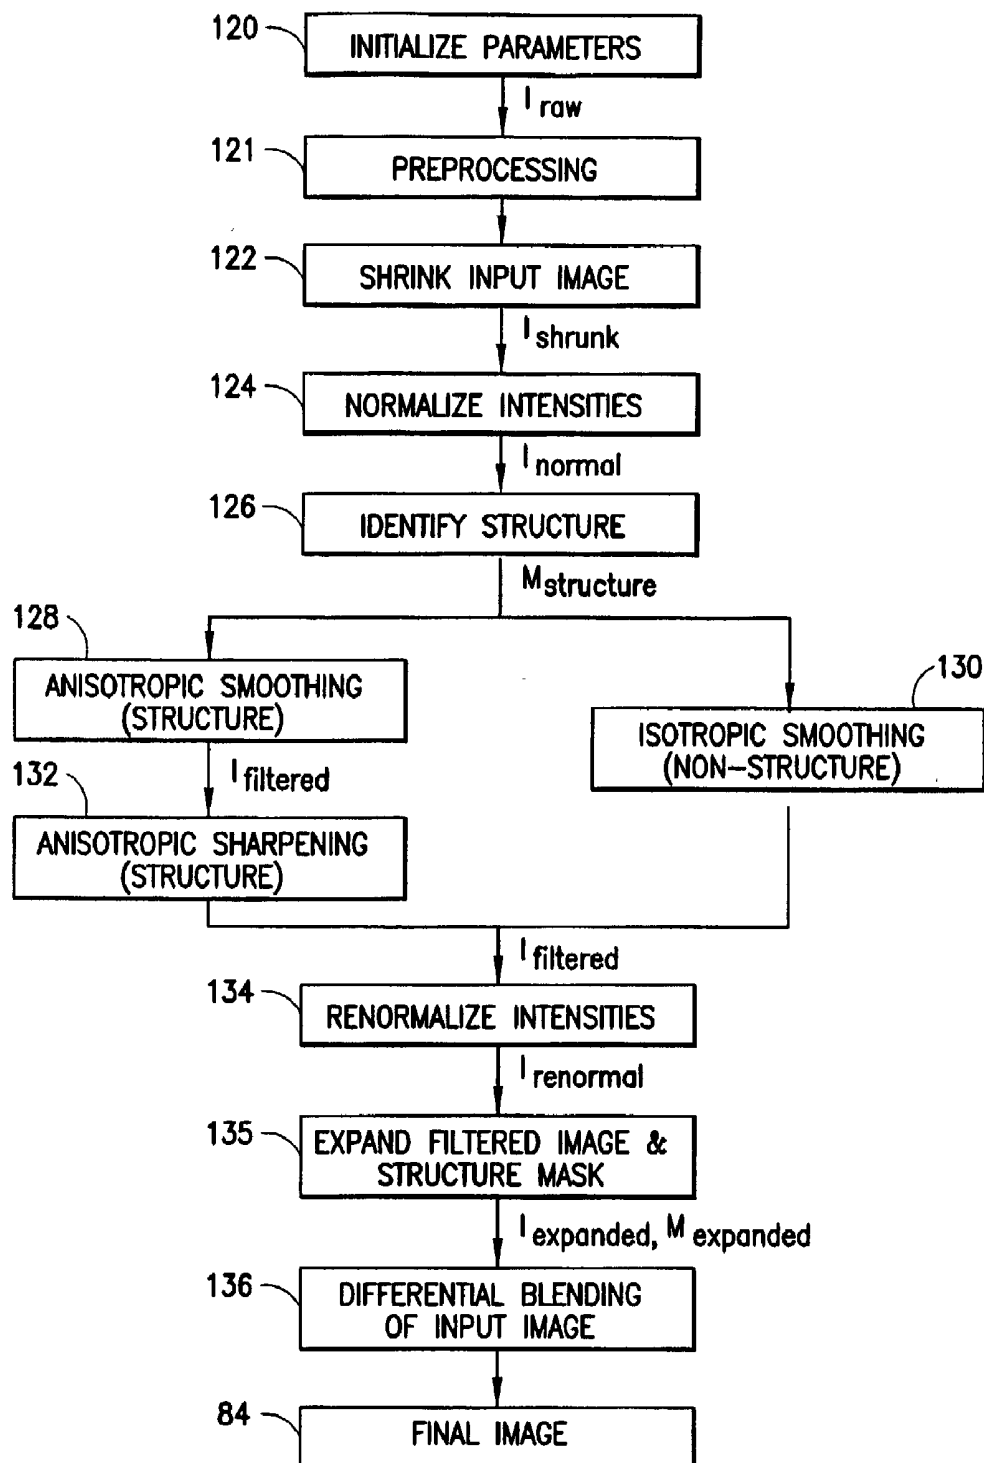 120
INITIALIZE PARAMETERS
I raw
121
PREPROCESSING
122
SHRINK INPUT IMAGE
I shrunk
124
NORMALIZE INTENSITIES
I normal
126
IDENTIFY STRUCTURE
M structure
128
ANISOTROPIC SMOOTHING
(STRUCTURE)
130
ISOTROPIC SMOOTHING
(NON-STRUCTURE)
I filtered
132
ANISOTROPIC SHARPENING
(STRUCTURE)
I filtered
134
RENORMALIZE INTENSITIES
I renormal
135
EXPAND FILTERED IMAGE &
STRUCTURE MASK
I expanded, M expanded
136
DIFFERENTIAL BLENDING
OF INPUT IMAGE
84
FINAL IMAGE